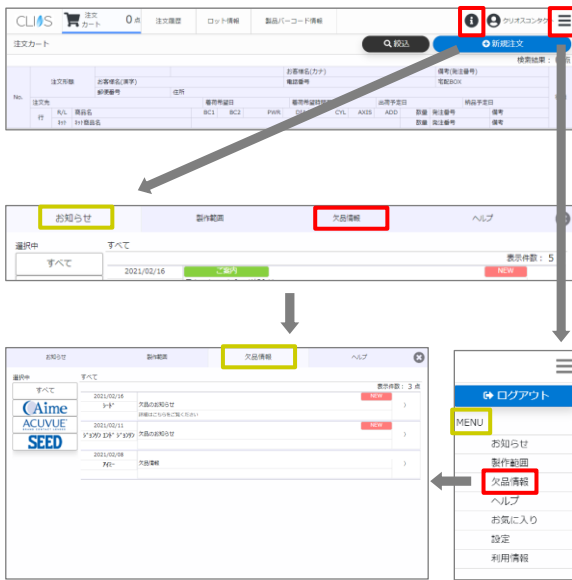 CLIOS 注文カート 0 点 注文履歴 ロット情報 製品バーコード情報 クリオスコンタク
注文カート 絞込 新規注文
検索結果：
お客様名(カナ) 備考(発注番号)
注文形態 お客様名(漢字) 電話番号 宅配BOX
郵便番号 住所
No. 注文先 着荷希望日 着荷希望時間 出荷予定日 納品予定日
行 R/L 商品名 BC1 BC2 PWR CYL AXIS ADD 数量 発注番号 備考
ﾈｯﾄ ﾈｯﾄ商品名 数量 発注番号 備考
お知らせ 製作範囲 欠品情報 ヘルプ
選択中 すべて
表示件数： 5
すべて
2021/02/16 ご案内 NEW
お知らせ 製作範囲 欠品情報 ヘルプ
選択中 すべて
表示件数： 3 点
すべて
2021/02/16 NEW
ｼｰﾄﾞ 欠品のお知らせ
詳細はこちらをご覧ください
Aime
2021/02/11 NEW
ACUVUE
ｼﾞｮﾝｿﾝ ｴﾝﾄﾞ ｼﾞｮﾝｿﾝ 欠品のお知らせ
SEED
2021/02/08
ｱｲﾐｰ 欠品情報
ログアウト
MENU
お知らせ
製作範囲
欠品情報
ヘルプ
お気に入り
設定
利用情報